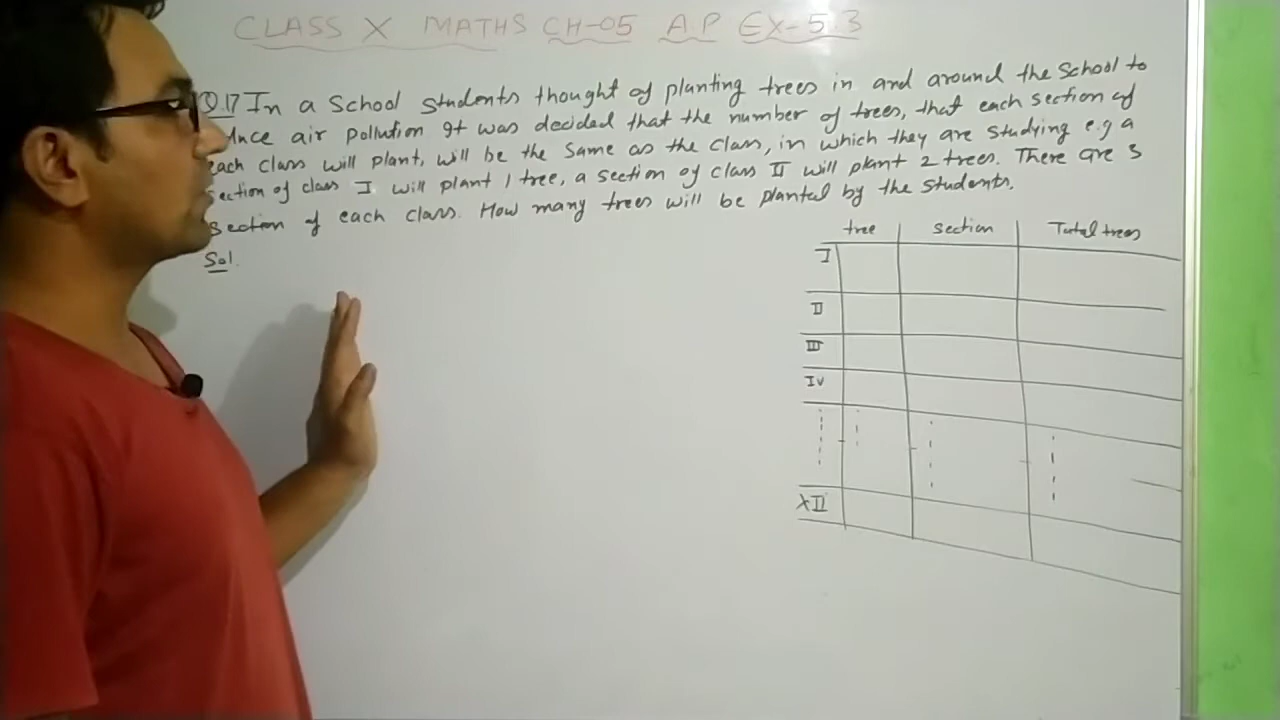 CLASS X MATHS CH-05 A.P EX-5.3
Q.17 In a School students thought of planting trees in and around the School to
duce air pollution It was decided that the number of trees, that each section of
each class will plant, will be the same as the class, in which they are studying e.g a
section of class I will plant 1 tree, a section of class II will plant 2 trees. There are 3
section of each class. How many trees will be planted by the students.
Sol.
tree section Total trees
I
II
III
IV
XII